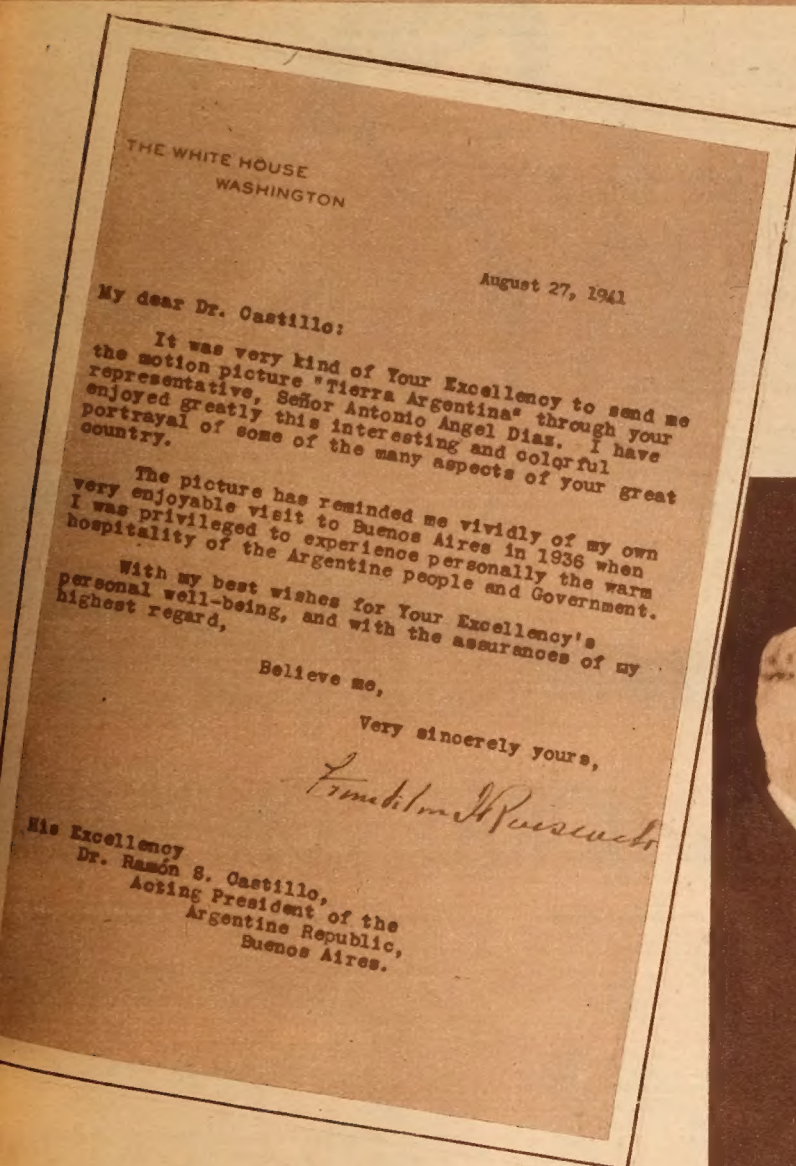 THE WHITE HOUSE
WASHINGTON
August 27, 1941
My dear Dr. Castillo:
It was very kind of Your Excellency to send me
the motion picture "Tierra Argentina" through your
representative, Señor Antonio Angel Diaz. I have
enjoyed greatly this interesting and colorful
portrayal of some of the many aspects of your great
country.
The picture has reminded me vividly of my own
very enjoyable visit to Buenos Aires in 1936 when
I was privileged to experience personally the warm
hospitality of the Argentine people and Government.
With my best wishes for Your Excellency's
personal well-being, and with the assurances of my
highest regard,
Believe me,
Very sincerely yours,
Franklin D Roosevelt
His Excellency
Dr. Ramón S. Castillo,
Acting President of the
Argentine Republic,
Buenos Aires.